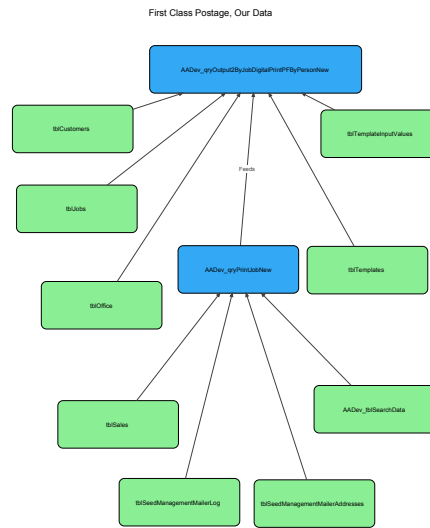 First Class Postage, Our Data
AADev_qryOutput2ByJobDigitalPrintPFByPersonNew
tblCustomers
tblTemplateInputValues
Feeds
tblJobs
AADev_qryPrintJobNew
tblTemplates
tblOffice
tblSales
AADev_tblSearchData
tblSeedManagementMailerLog
tblSeedManagementMailerAddresses